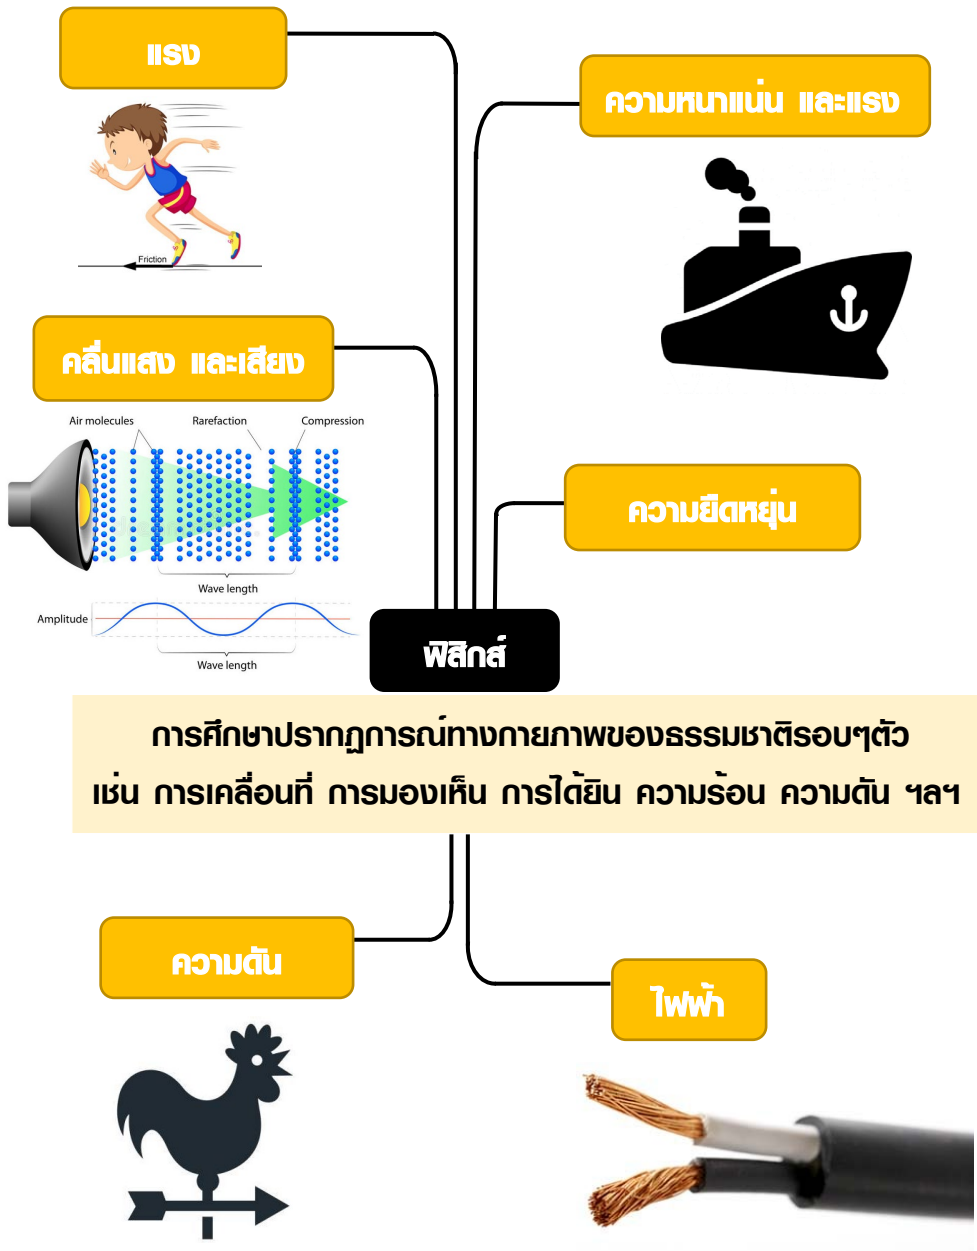 แรง
ความหนาแน่น และแรง
Friction
คลื่นแสง และเสียง
Air molecules
Rarefaction
Compression
Wave length
Amplitude
Wave length
ความยืดหยุ่น
ฟิสิกส์
การศึกษาปรากฏการณ์ทางกายภาพของธรรมชาติรอบๆตัว
เช่น การเคลื่อนที่ การมองเห็น การได้ยิน ความร้อน ความดัน ฯลฯ
ความดัน
ไฟฟ้า